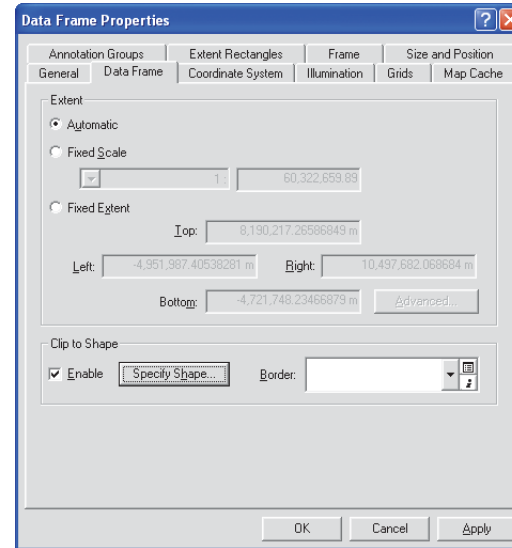 Data Frame Properties
Annotation Groups Extent Rectangles Frame Size and Position
General Data Frame Coordinate System Illumination Grids Map Cache
Extent
Automatic
Fixed Scale
1 : 60,322,659.89
Fixed Extent
Top: 8,190,217.26586849 m
Left: -4,951,987.40538281 m Right: 10,497,682.068684 m
Bottom: -4,721,748.23466879 m Advanced...
Clip to Shape
Enable Specify Shape... Border:
OK Cancel Apply